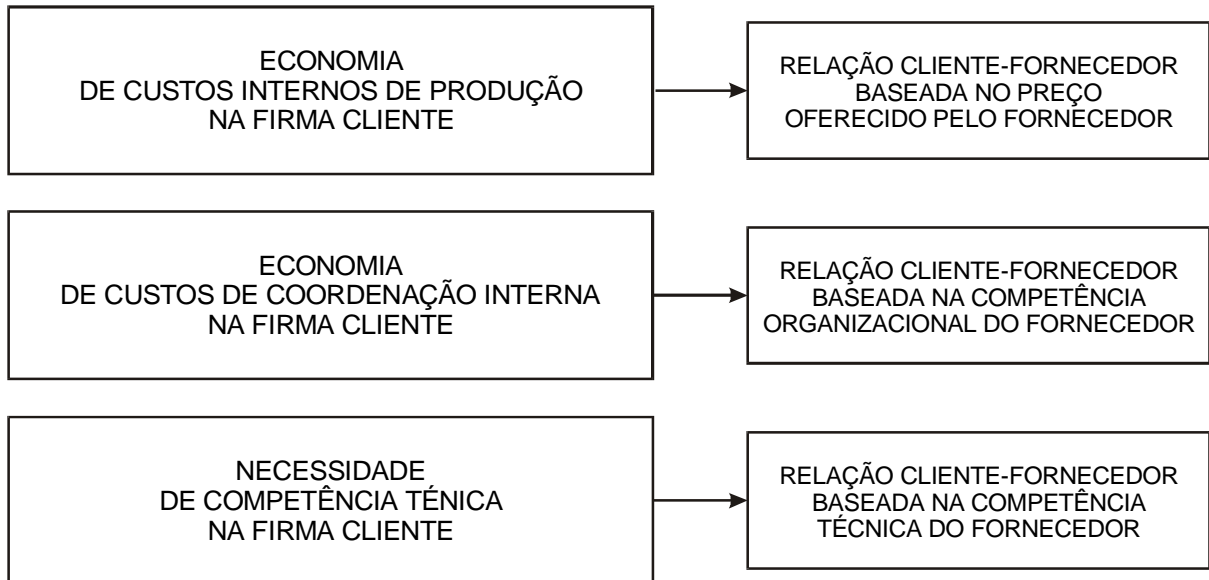 ECONOMIA
DE CUSTOS INTERNOS DE PRODUÇÃO
NA FIRMA CLIENTE
RELAÇÃO CLIENTE-FORNECEDOR
BASEADA NO PREÇO
OFERECIDO PELO FORNECEDOR
ECONOMIA
DE CUSTOS DE COORDENAÇÃO INTERNA
NA FIRMA CLIENTE
RELAÇÃO CLIENTE-FORNECEDOR
BASEADA NA COMPETÊNCIA
ORGANIZACIONAL DO FORNECEDOR
NECESSIDADE
DE COMPETÊNCIA TÉNICA
NA FIRMA CLIENTE
RELAÇÃO CLIENTE-FORNECEDOR
BASEADA NA COMPETÊNCIA
TÉCNICA DO FORNECEDOR